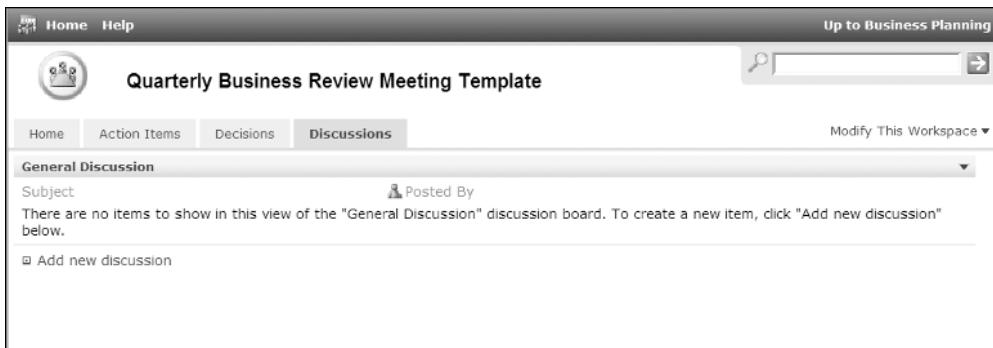 Home Help Up to Business Planning
Quarterly Business Review Meeting Template
Home Action Items Decisions Discussions Modify This Workspace
General Discussion
Subject Posted By
There are no items to show in this view of the "General Discussion" discussion board. To create a new item, click "Add new discussion"
below.
Add new discussion